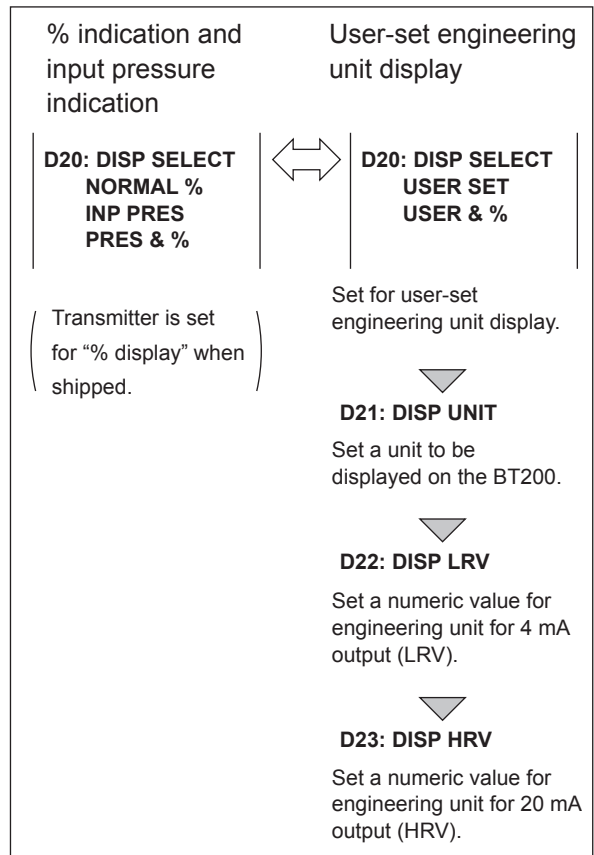 % indication and
input pressure
indication
D20: DISP SELECT
NORMAL %
INP PRES
PRES & %
Transmitter is set
for “% display” when
shipped.
User-set engineering
unit display
D20: DISP SELECT
USER SET
USER & %
Set for user-set
engineering unit display.
D21: DISP UNIT
Set a unit to be
displayed on the BT200.
D22: DISP LRV
Set a numeric value for
engineering unit for 4 mA
output (LRV).
D23: DISP HRV
Set a numeric value for
engineering unit for 20 mA
output (HRV).